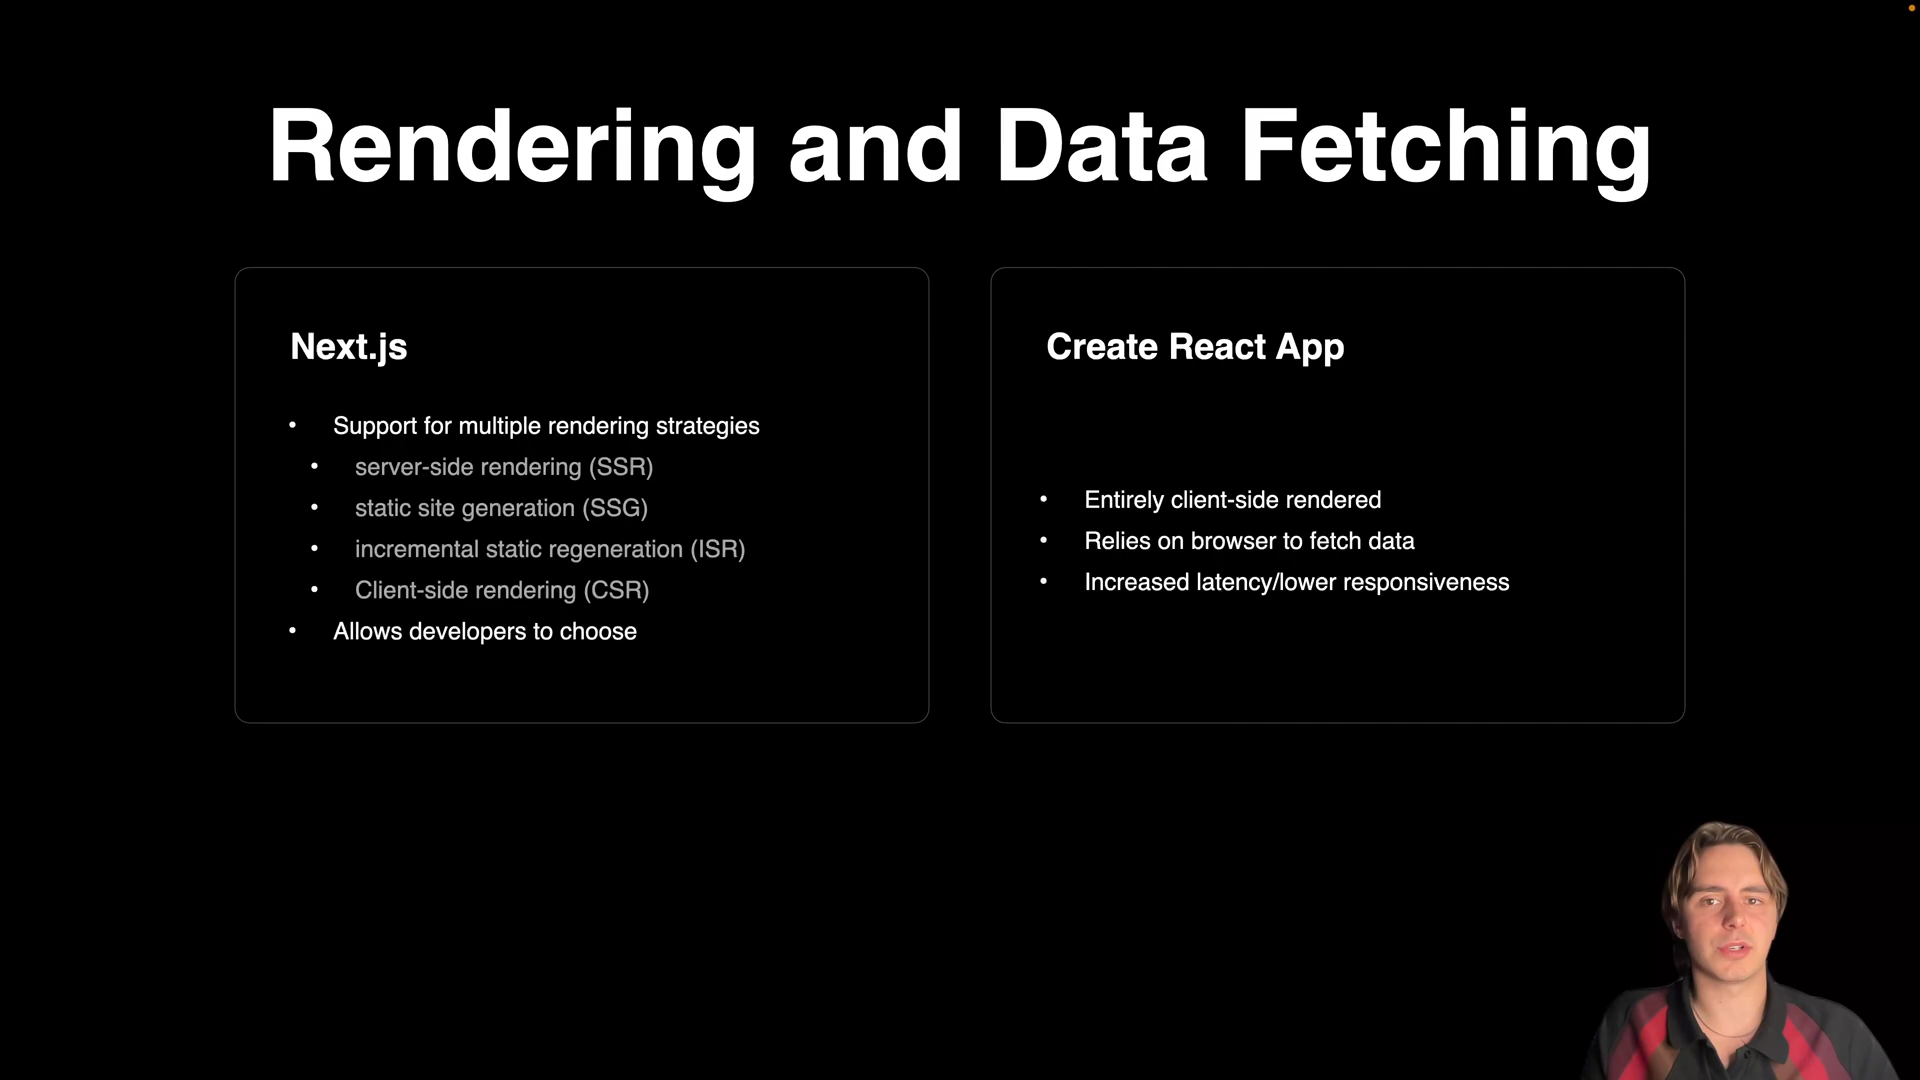 Rendering and Data Fetching
Next.js
• Support for multiple rendering strategies
• server-side rendering (SSR)
• static site generation (SSG)
• incremental static regeneration (ISR)
• Client-side rendering (CSR)
• Allows developers to choose
Create React App
• Entirely client-side rendered
• Relies on browser to fetch data
• Increased latency/lower responsiveness